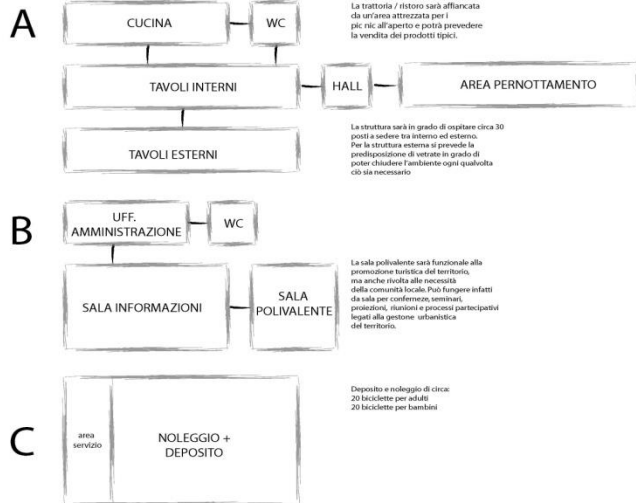 A
CUCINA
WC
La trattoria / ristoro sarà affiancata
da un'area attrezzata per i
pic nic all'aperto e potrà prevedere
la vendita dei prodotti tipici.
TAVOLI INTERNI
HALL
AREA PERNOTTAMENTO
TAVOLI ESTERNI
La struttura sarà in grado di ospitare circa 30
posti a sedere tra interno ed esterno.
Per la struttura esterna si prevede la
predisposizione di vetrate in grado di
poter chiudere l'ambiente ogni qualvolta
ciò sia necessario
B
UFF.
AMMINISTRAZIONE
WC
SALA INFORMAZIONI
SALA
POLIVALENTE
La sala polivalente sarà funzionale alla
promozione turistica del territorio,
ma anche rivolta alle necessità
della comunità locale. Può fungere infatti
da sala per conferneze, seminari,
proiezioni, riunioni e processi partecipativi
legati alla gestone urbanistica
del territorio.
C
area
servizio
NOLEGGIO +
DEPOSITO
Deposito e noleggio di circa:
20 biciclette per adulti
20 biciclette per bambini